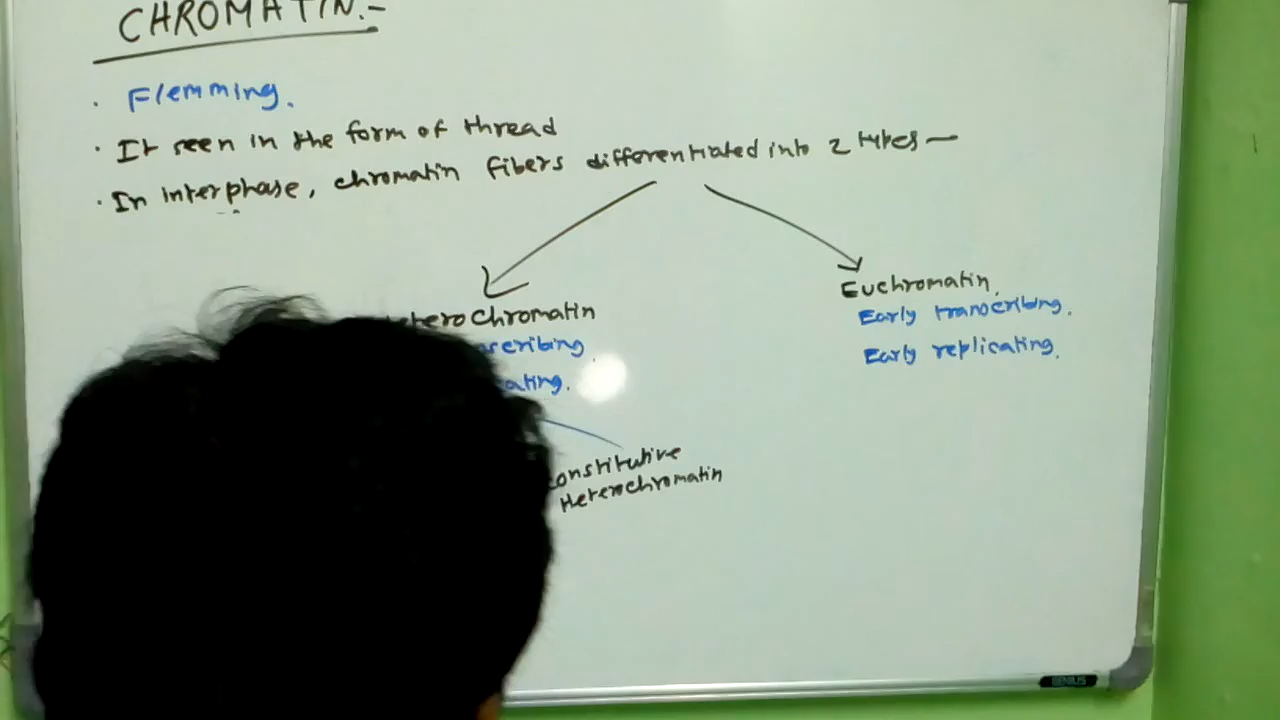 CHROMATIN:-
· Flemming.
· It seen in the form of thread
· In interphase, chromatin fibers differentiated into 2 types —
Euchromatin.
Early transcribing.
Early replicating.
Constitutive
Heterochromatin
GENIUS